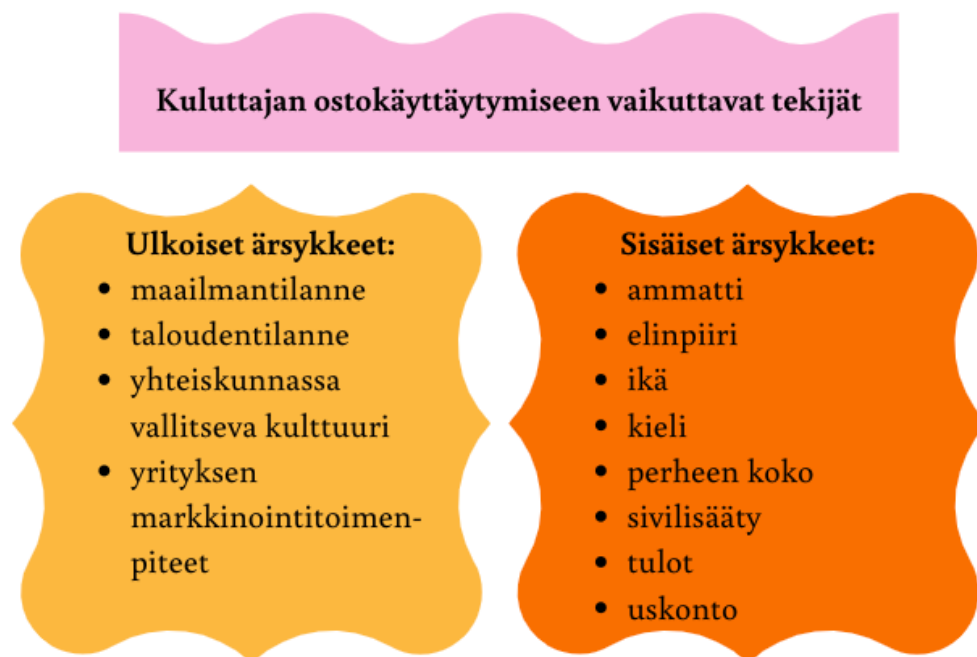 Kuluttajan ostokäyttäytymiseen vaikuttavat tekijät
Ulkoiset ärsykkeet:
• maailmantilanne
• taloudentilanne
• yhteiskunnassa
vallitseva kulttuuri
• yrityksen
markkinointitoimen-
piteet
Sisäiset ärsykkeet:
• ammatti
• elinpiiri
• ikä
• kieli
• perheen koko
• sivilisääty
• tulot
• uskonto